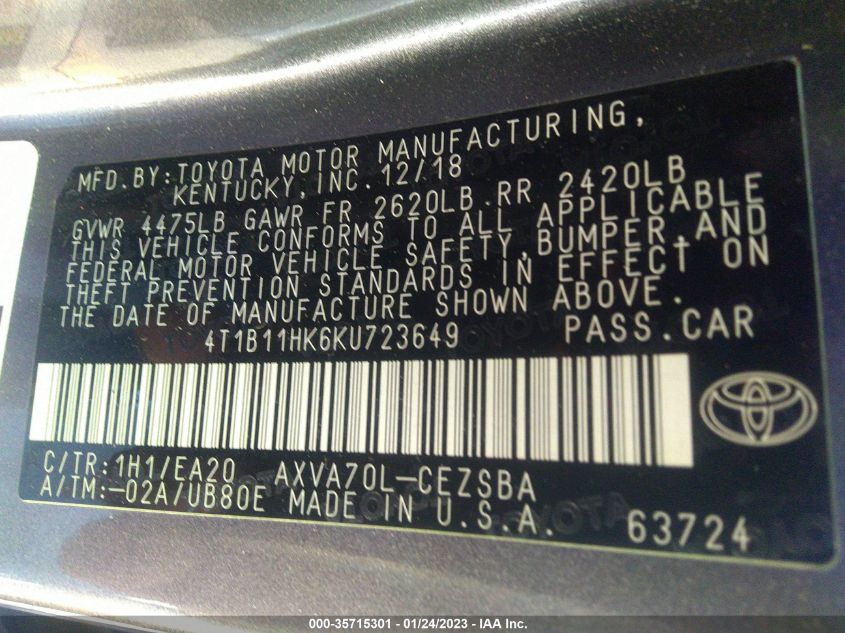 MFD.BY:TOYOTA MOTOR MANUFACTURING,
KENTUCKY,INC.12/18
GVWR 4475LB GAWR FR 2620LB RR 2420LB
THIS VEHICLE CONFORMS TO ALL APPLICABLE
FEDERAL MOTOR VEHICLE SAFETY,BUMPER,AND
THEFT PREVENTION STANDARDS IN EFFECT ON
THE DATE OF MANUFACTURE SHOWN ABOVE.
4T1B11HK6KU723649 PASS.CAR
C/TR:1H1/EA20 AXVA70L-CEZSBA
A/TM:-02A/UB80E MADE IN U.S.A. 63724
000-35715301 - 01/24/2023 - IAA Inc.